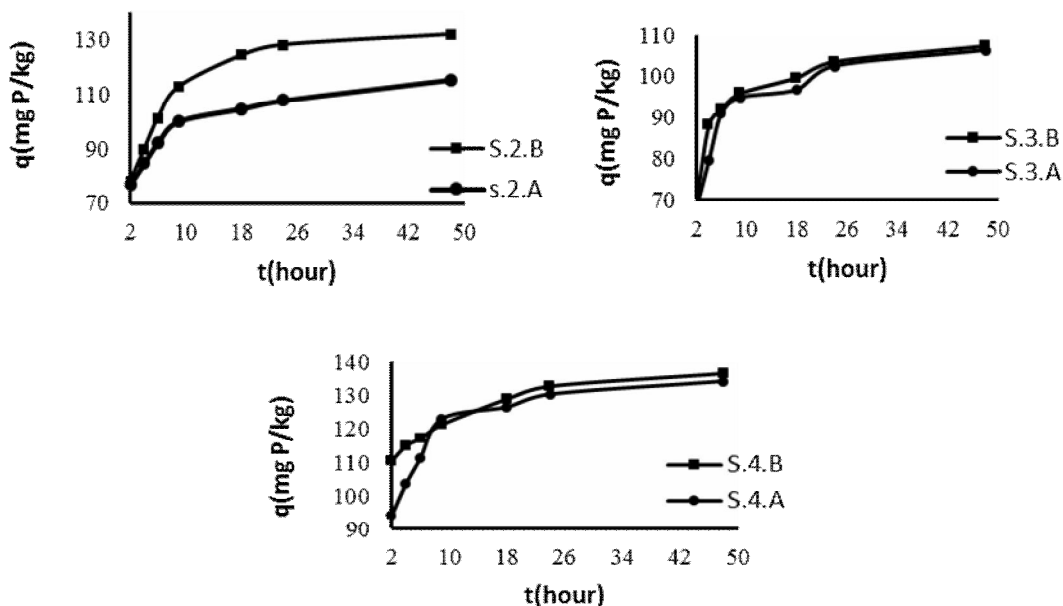 q(mg P/kg)
130
110
90
70
S.2.B
s.2.A
2 10 18 26 34 42 50
t(hour)
q(mg P/kg)
110
100
90
80
70
S.3.B
S.3.A
2 10 18 26 34 42 50
t(hour)
q(mg P/kg)
140
130
120
110
100
90
S.4.B
S.4.A
2 10 18 26 34 42 50
t(hour)